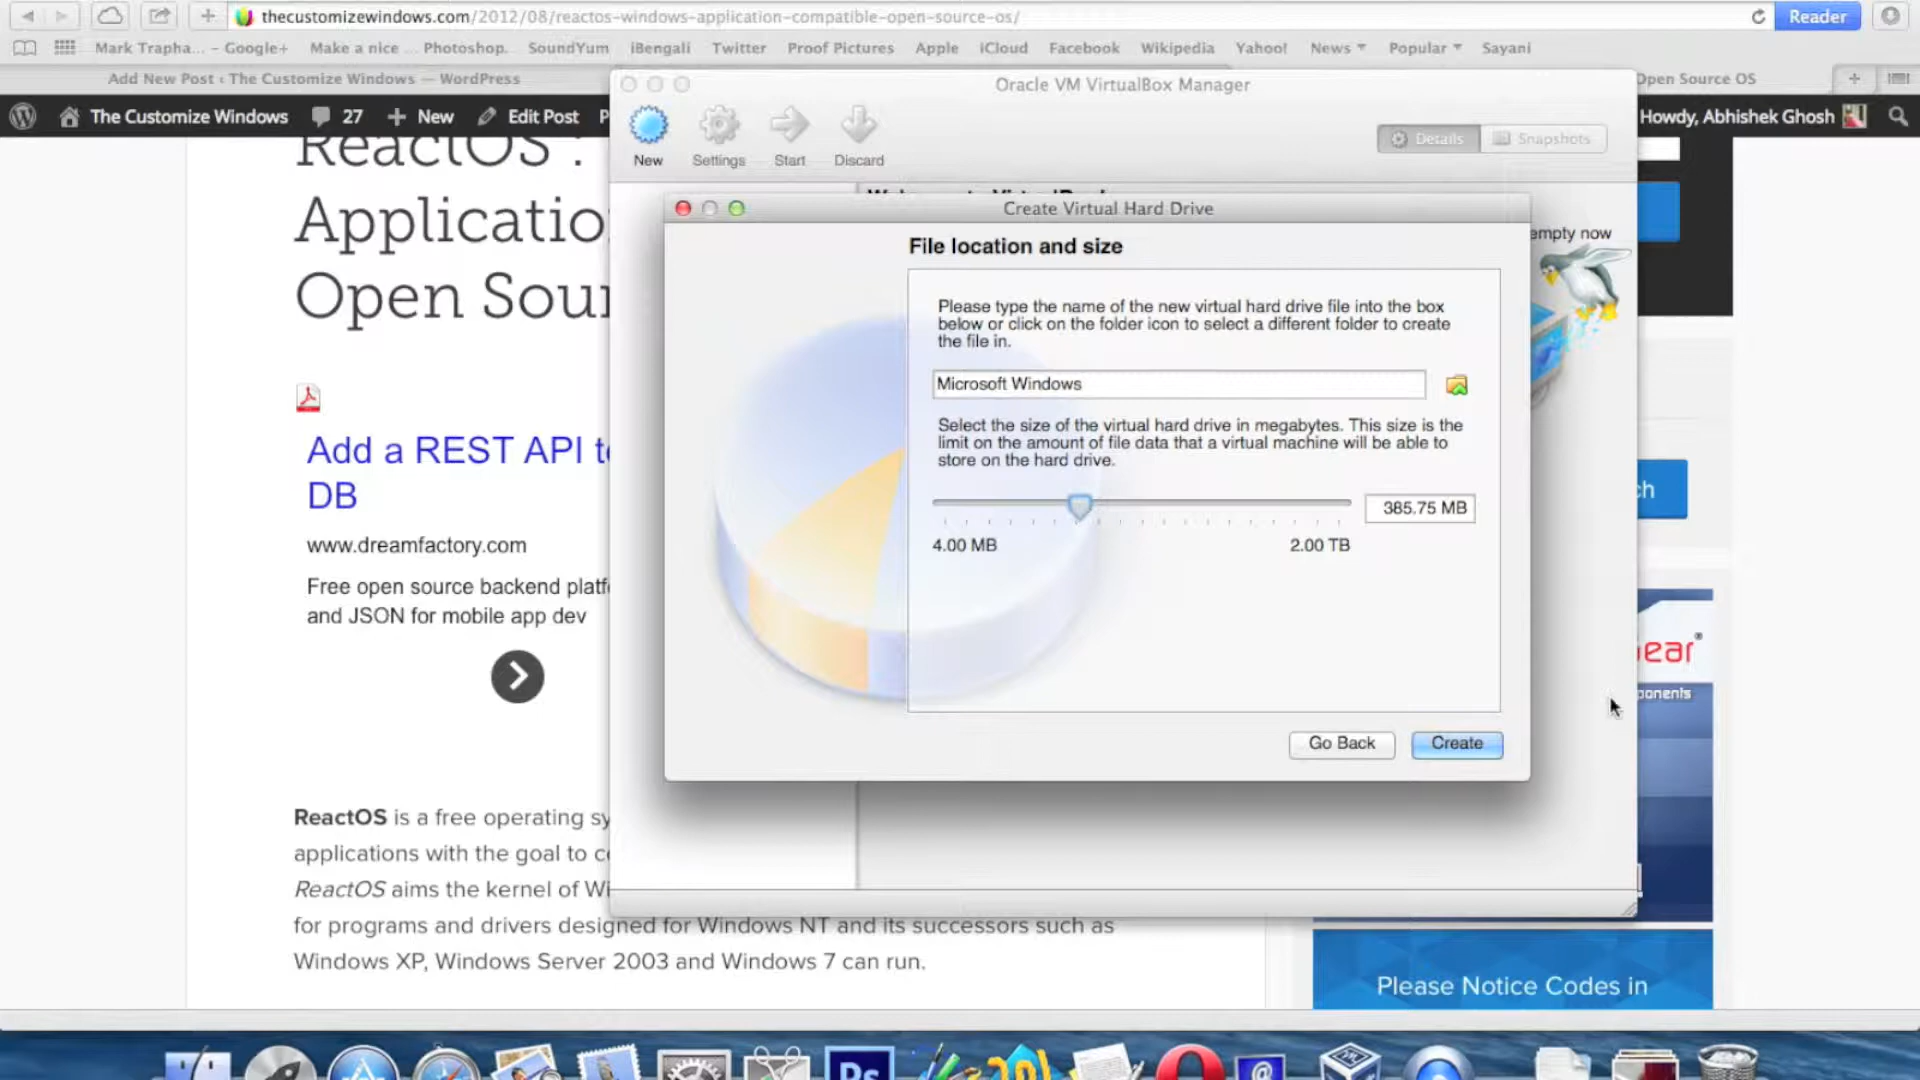 thecustomizewindows.com/2012/08/reactos-windows-application-compatible-open-source-os/
Reader
Mark Trapha... – Google+
Make a nice ... Photoshop.
SoundYum
iBengali
Twitter
Proof Pictures
Apple
iCloud
Facebook
Wikipedia
Yahoo!
News
Popular
Sayani
Add New Post ‹ The Customize Windows — WordPress
Open Source OS
The Customize Windows
27
New
Edit Post
P
Howdy, Abhishek Ghosh
Oracle VM VirtualBox Manager
New
Settings
Start
Discard
Details
Snapshots
empty now
Create Virtual Hard Drive
File location and size
Please type the name of the new virtual hard drive file into the box
below or click on the folder icon to select a different folder to create
the file in.
Microsoft Windows
Select the size of the virtual hard drive in megabytes. This size is the
limit on the amount of file data that a virtual machine will be able to
store on the hard drive.
385.75 MB
4.00 MB
2.00 TB
Go Back
Create
ReactOS :
Applicatio
Open Sou
Add a REST API t
DB
www.dreamfactory.com
Free open source backend platf
and JSON for mobile app dev
ReactOS is a free operating sy
applications with the goal to c
ReactOS aims the kernel of Wi
for programs and drivers designed for Windows NT and its successors such as
Windows XP, Windows Server 2003 and Windows 7 can run.
ch
ear®
ponents
Please Notice Codes in
Ps
@